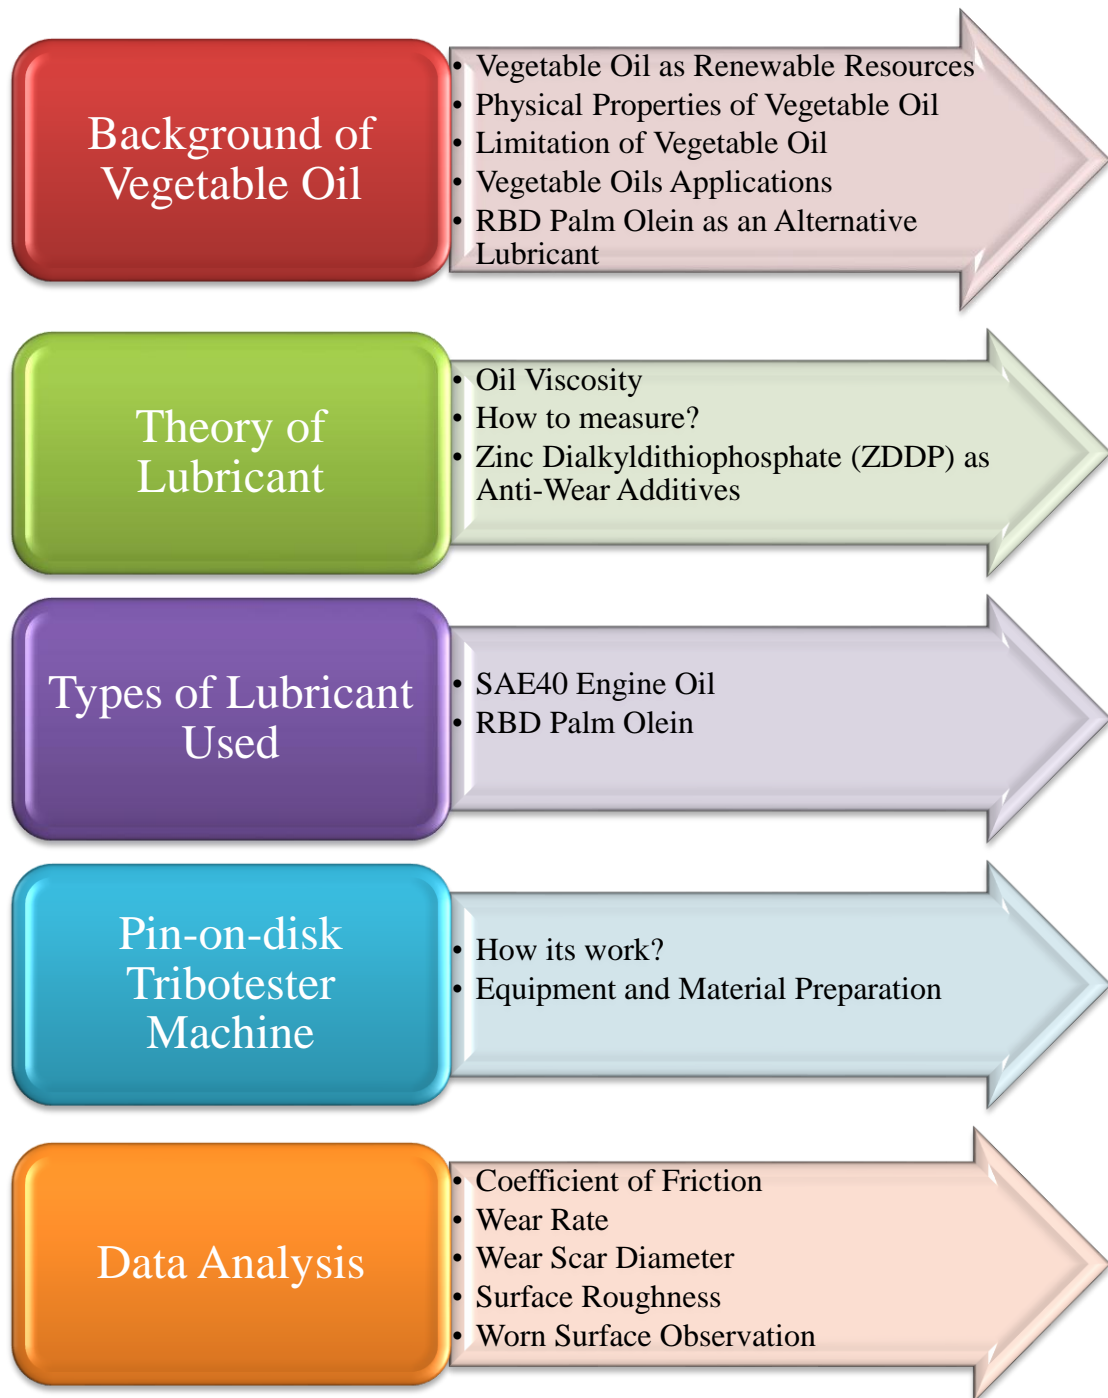 Background of
Vegetable Oil
• Vegetable Oil as Renewable Resources
• Physical Properties of Vegetable Oil
• Limitation of Vegetable Oil
• Vegetable Oils Applications
• RBD Palm Olein as an Alternative
Lubricant
Theory of
Lubricant
• Oil Viscosity
• How to measure?
• Zinc Dialkyldithiophosphate (ZDDP) as
Anti-Wear Additives
Types of Lubricant
Used
• SAE40 Engine Oil
• RBD Palm Olein
Pin-on-disk
Tribotester
Machine
• How its work?
• Equipment and Material Preparation
Data Analysis
• Coefficient of Friction
• Wear Rate
• Wear Scar Diameter
• Surface Roughness
• Worn Surface Observation